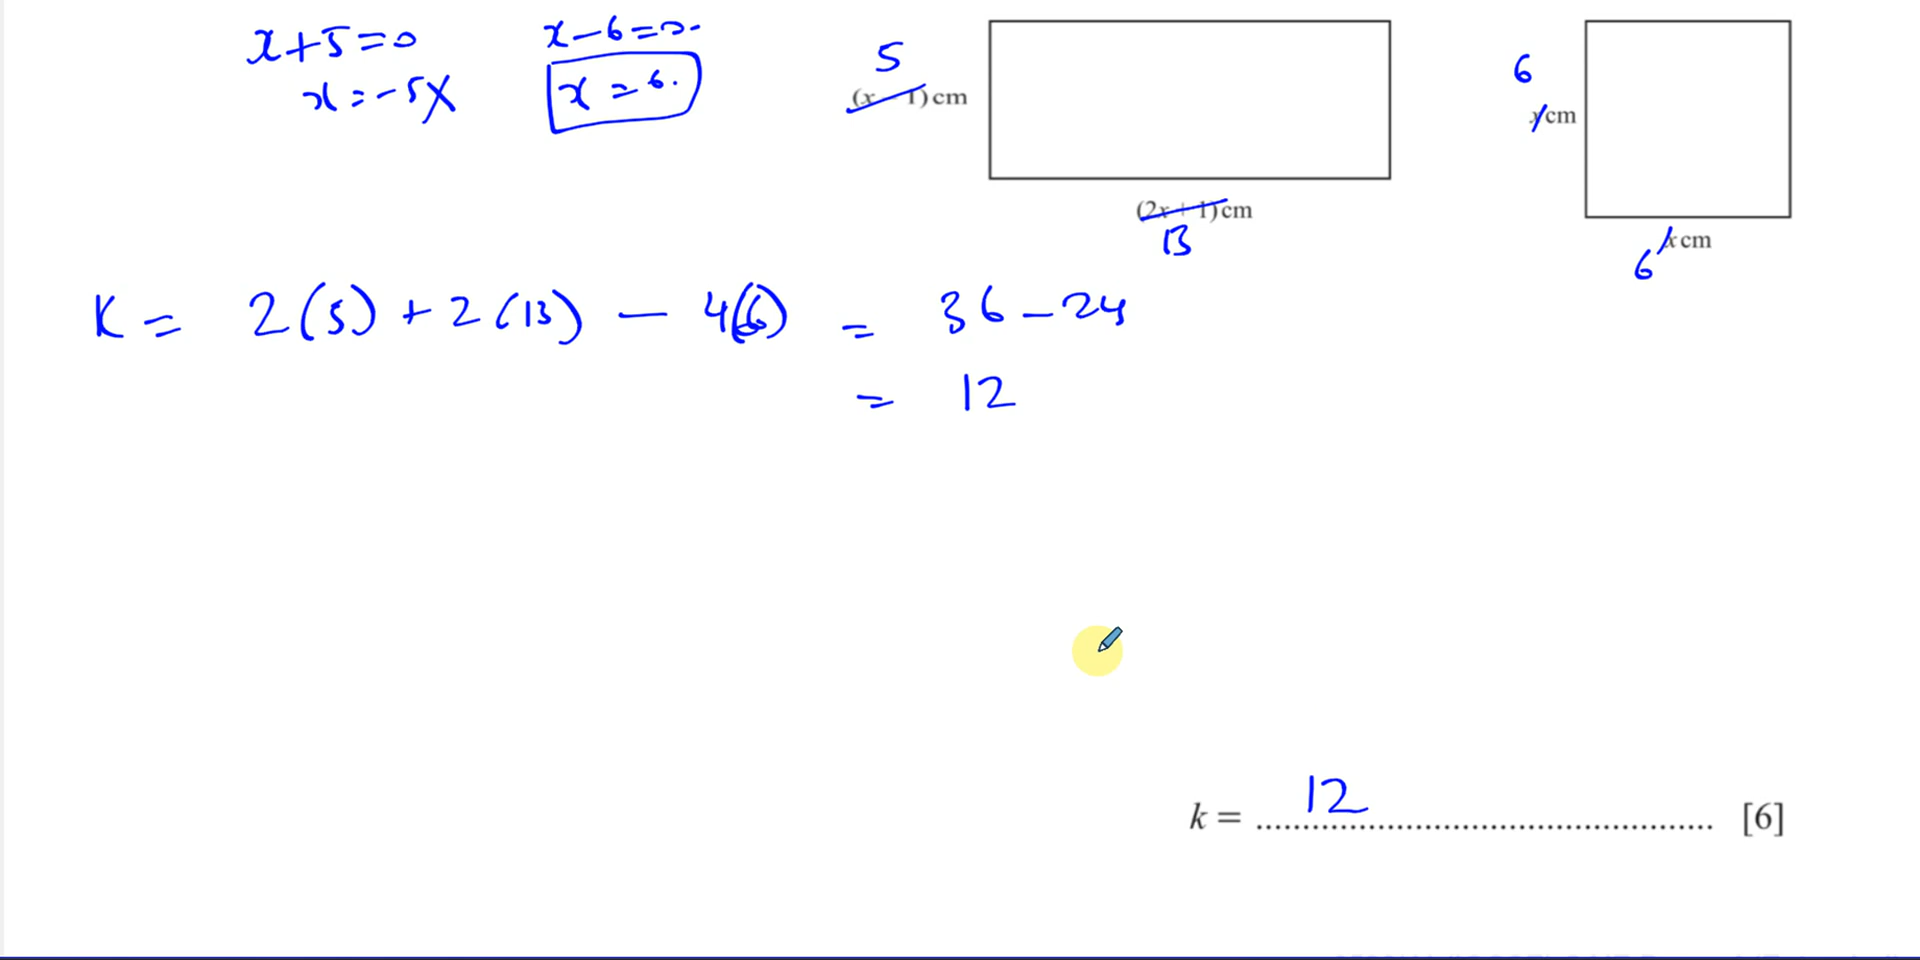 x+5=0
x=-5X
x-6=0.
x=6.
5
(x - 1) cm
(2x + 1) cm
13
6
x cm
x cm
6
K = 2(5) + 2(13) - 4(6) = 36-24
= 12
k = 12 [6]